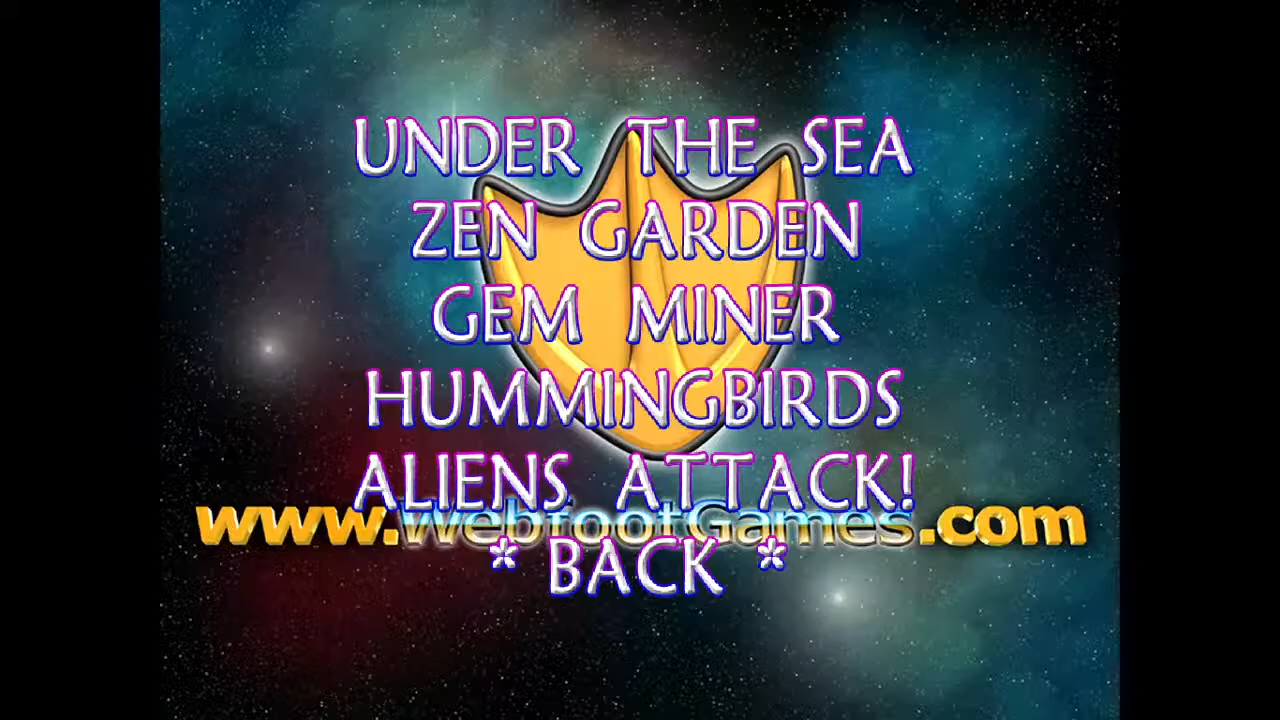 UNDER THE SEA
ZEN GARDEN
GEM MINER
HUMMINGBIRDS
ALIENS ATTACK!
www.WebfootGames.com
* BACK *